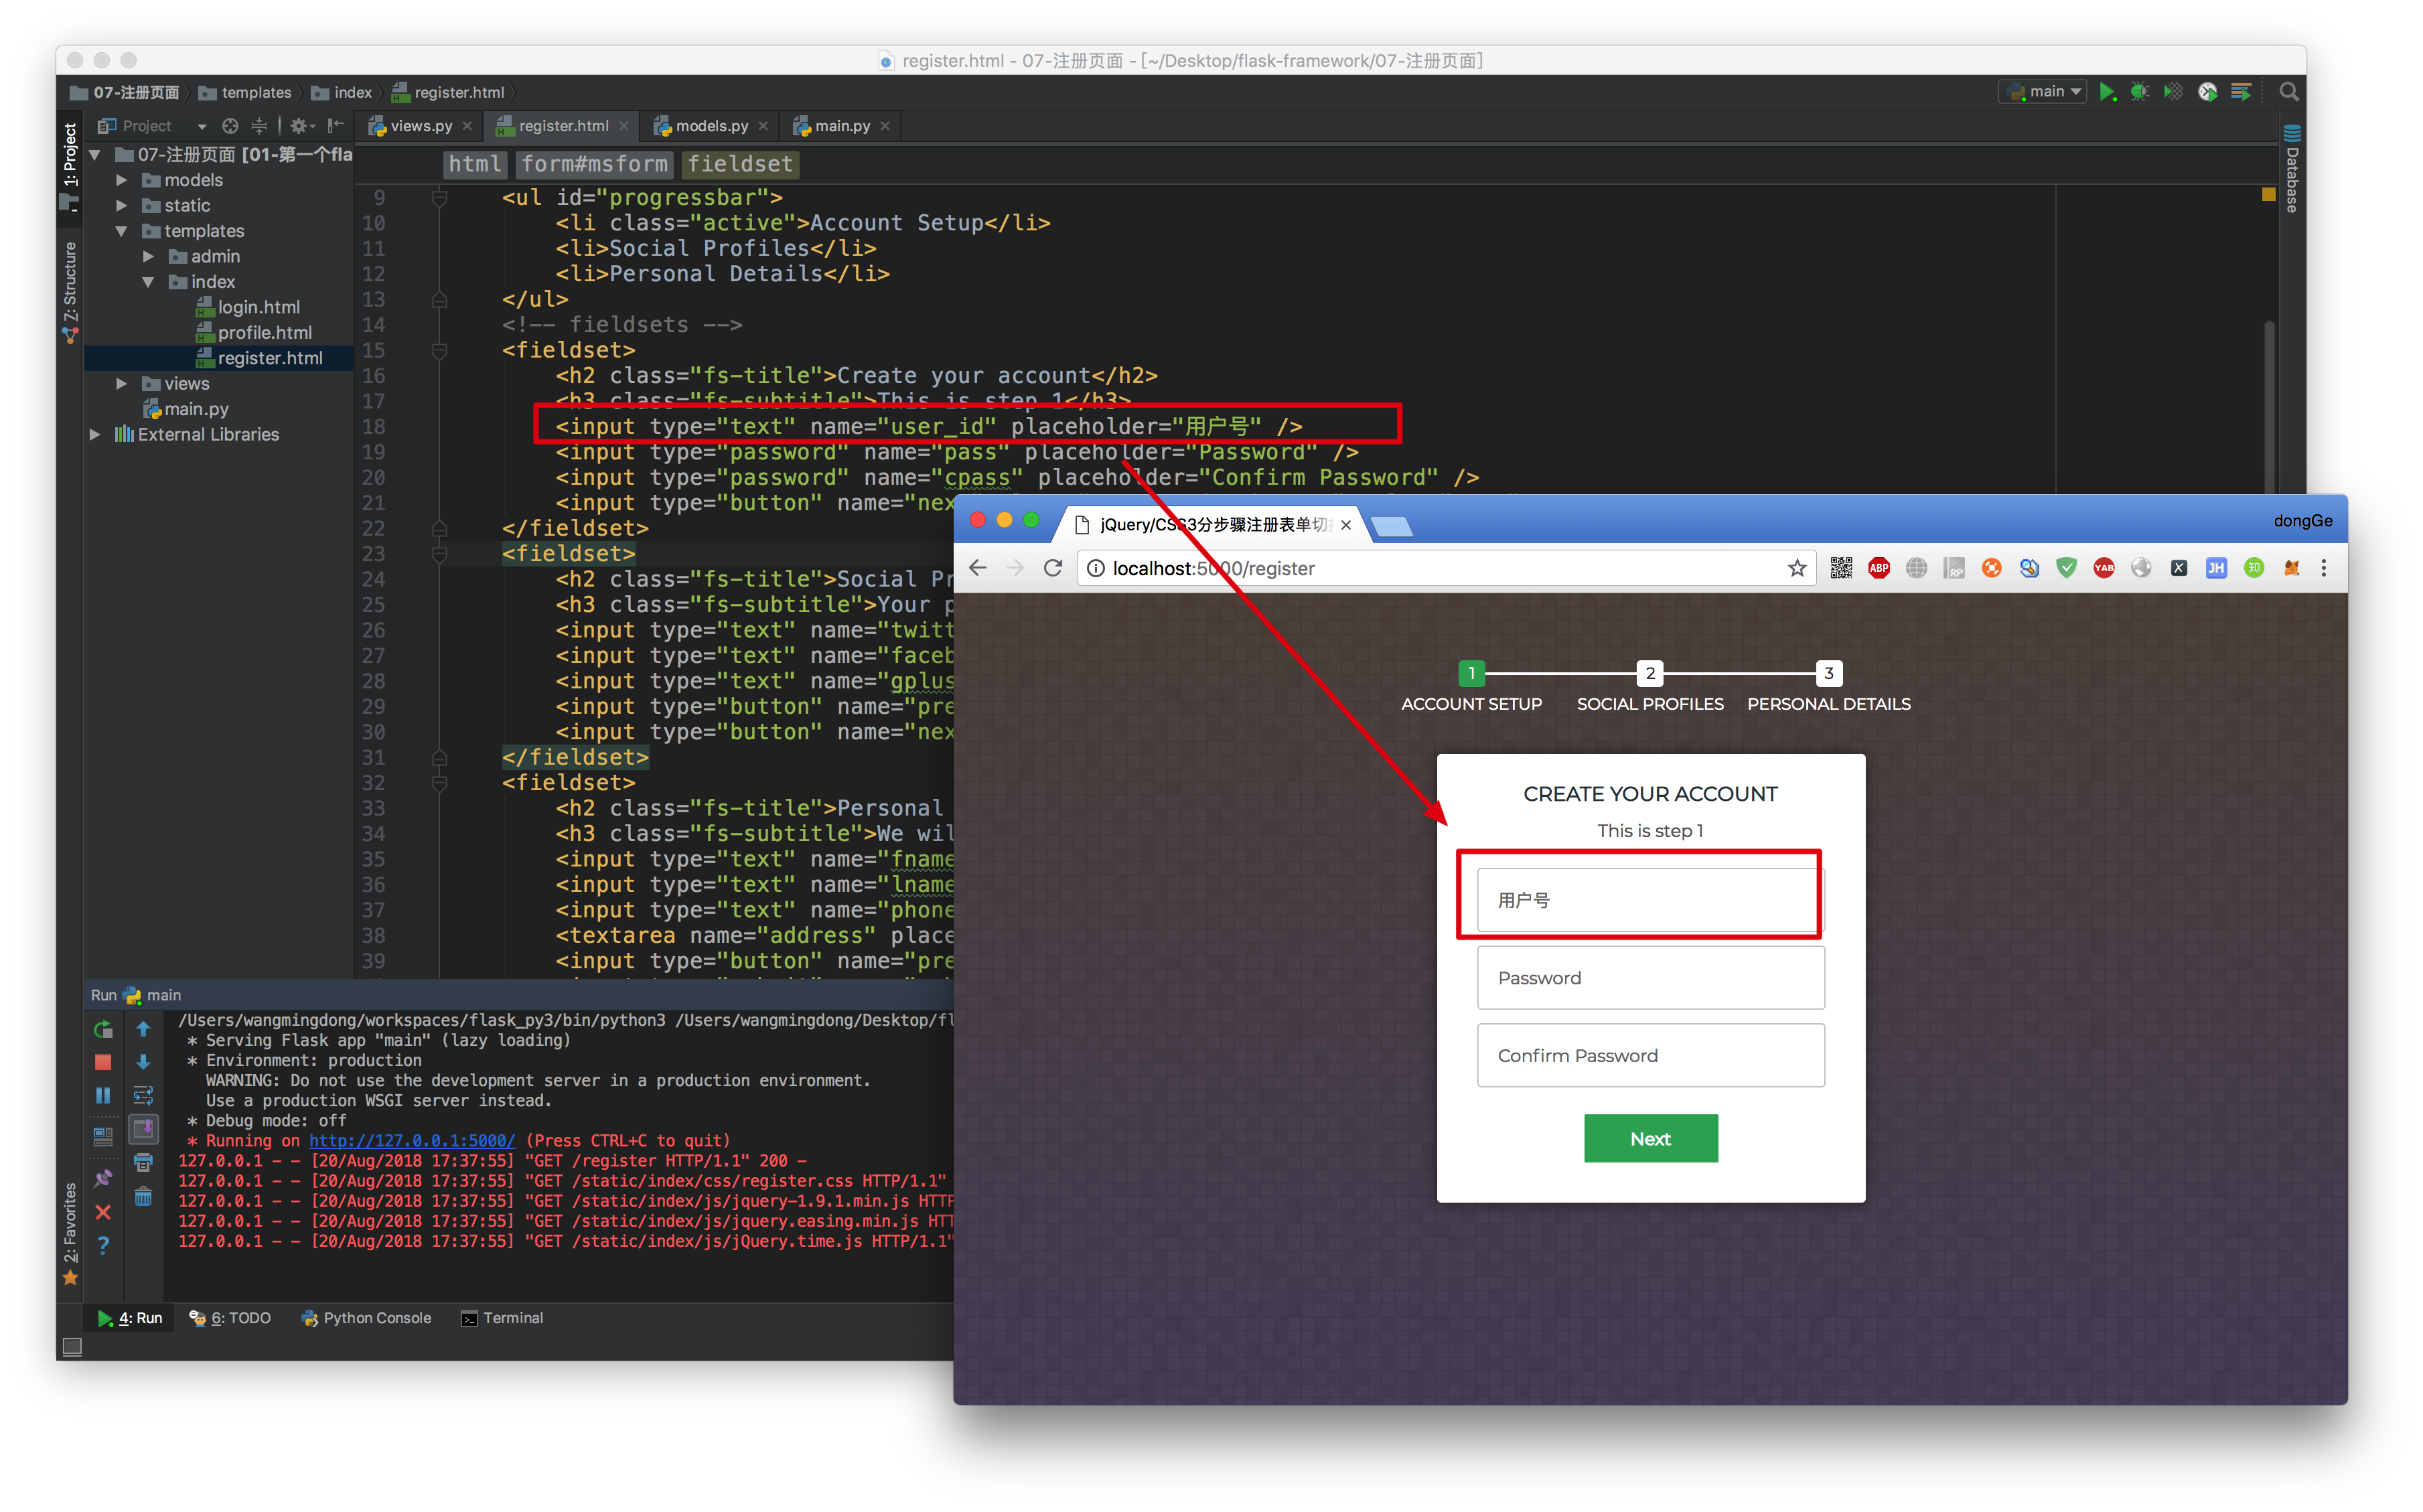 register.html - 07-注册页面 - [~/Desktop/flask-framework/07-注册页面]
07-注册页面 templates index register.html
main
Project
views.py register.html models.py main.py
1: Project
7: Structure
2: Favorites
Database
07-注册页面 [01-第一个fla
models
static
templates
admin
index
login.html
profile.html
register.html
views
main.py
External Libraries
html form#msform fieldset
9 <ul id="progressbar">
10 <li class="active">Account Setup</li>
11 <li>Social Profiles</li>
12 <li>Personal Details</li>
13 </ul>
14 <!-- fieldsets -->
15 <fieldset>
16 <h2 class="fs-title">Create your account</h2>
17 <h3 class="fs-subtitle">This is step 1</h3>
18 <input type="text" name="user_id" placeholder="用户号" />
19 <input type="password" name="pass" placeholder="Password" />
20 <input type="password" name="cpass" placeholder="Confirm Password" />
21 <input type="button" name="nex
22 </fieldset>
23 <fieldset>
24 <h2 class="fs-title">Social Pr
25 <h3 class="fs-subtitle">Your p
26 <input type="text" name="twitt
27 <input type="text" name="faceb
28 <input type="text" name="gplus
29 <input type="button" name="pre
30 <input type="button" name="nex
31 </fieldset>
32 <fieldset>
33 <h2 class="fs-title">Personal
34 <h3 class="fs-subtitle">We wil
35 <input type="text" name="fname
36 <input type="text" name="lname
37 <input type="text" name="phone
38 <textarea name="address" place
39 <input type="button" name="pre
Run main
/Users/wangmingdong/workspaces/flask_py3/bin/python3 /Users/wangmingdong/Desktop/fl
* Serving Flask app "main" (lazy loading)
* Environment: production
WARNING: Do not use the development server in a production environment.
Use a production WSGI server instead.
* Debug mode: off
* Running on http://127.0.0.1:5000/ (Press CTRL+C to quit)
127.0.0.1 - - [20/Aug/2018 17:37:55] "GET /register HTTP/1.1" 200 -
127.0.0.1 - - [20/Aug/2018 17:37:55] "GET /static/index/css/register.css HTTP/1.1"
127.0.0.1 - - [20/Aug/2018 17:37:55] "GET /static/index/js/jquery-1.9.1.min.js HTTP
127.0.0.1 - - [20/Aug/2018 17:37:55] "GET /static/index/js/jquery.easing.min.js HTT
127.0.0.1 - - [20/Aug/2018 17:37:55] "GET /static/index/js/jQuery.time.js HTTP/1.1"
4: Run 6: TODO Python Console Terminal
jQuery/CSS3分步骤注册表单切
dongGe
localhost:5000/register
ABP RP YAB X JH 知
1 2 3
ACCOUNT SETUP SOCIAL PROFILES PERSONAL DETAILS
CREATE YOUR ACCOUNT
This is step 1
用户号
Password
Confirm Password
Next